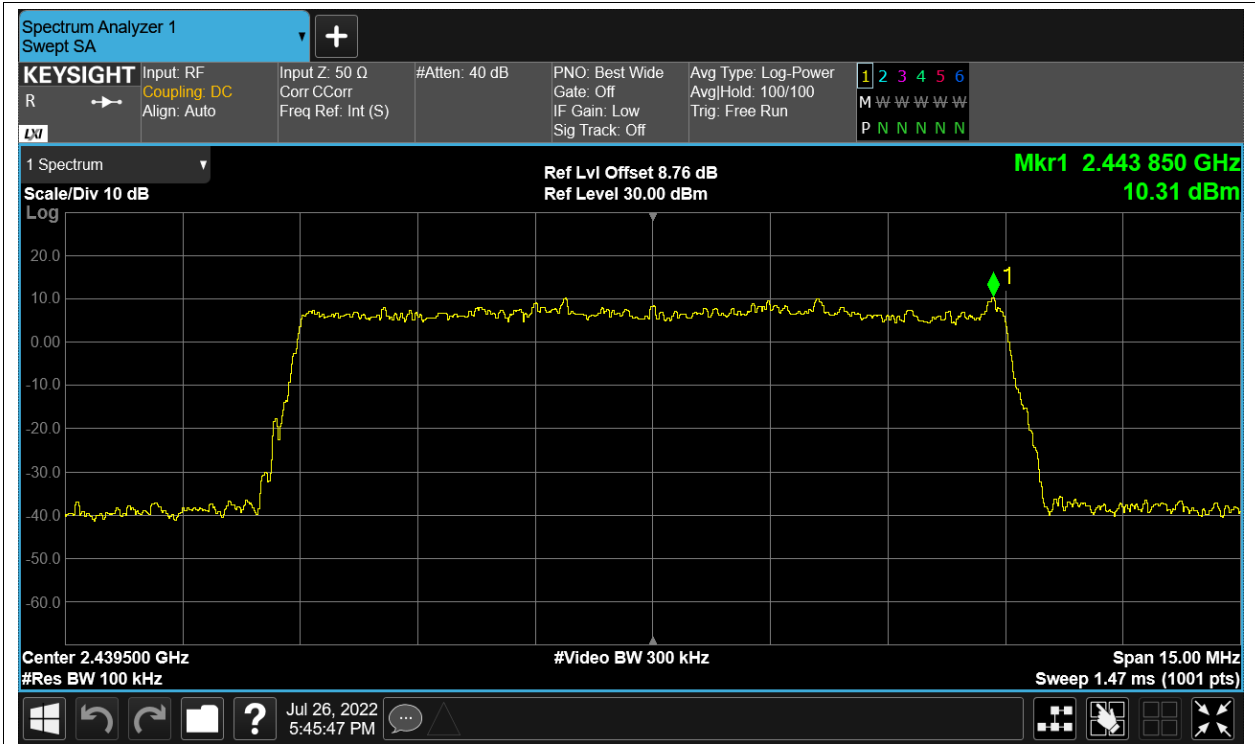 Spectrum Analyzer 1
Swept SA
KEYSIGHT
R
LXI
Input: RF
Coupling: DC
Align: Auto
Input Z: 50 Ω
Corr CCorr
Freq Ref: Int (S)
#Atten: 40 dB
PNO: Best Wide
Gate: Off
IF Gain: Low
Sig Track: Off
Avg Type: Log-Power
Avg|Hold: 100/100
Trig: Free Run
1 2 3 4 5 6
M W W W W W
P N N N N N
1 Spectrum
Scale/Div 10 dB
Log
Ref Lvl Offset 8.76 dB
Ref Level 30.00 dBm
Mkr1 2.443 850 GHz
10.31 dBm
20.0
10.0
0.00
-10.0
-20.0
-30.0
-40.0
-50.0
-60.0
1
Center 2.439500 GHz
#Res BW 100 kHz
#Video BW 300 kHz
Span 15.00 MHz
Sweep 1.47 ms (1001 pts)
?
Jul 26, 2022
5:45:47 PM